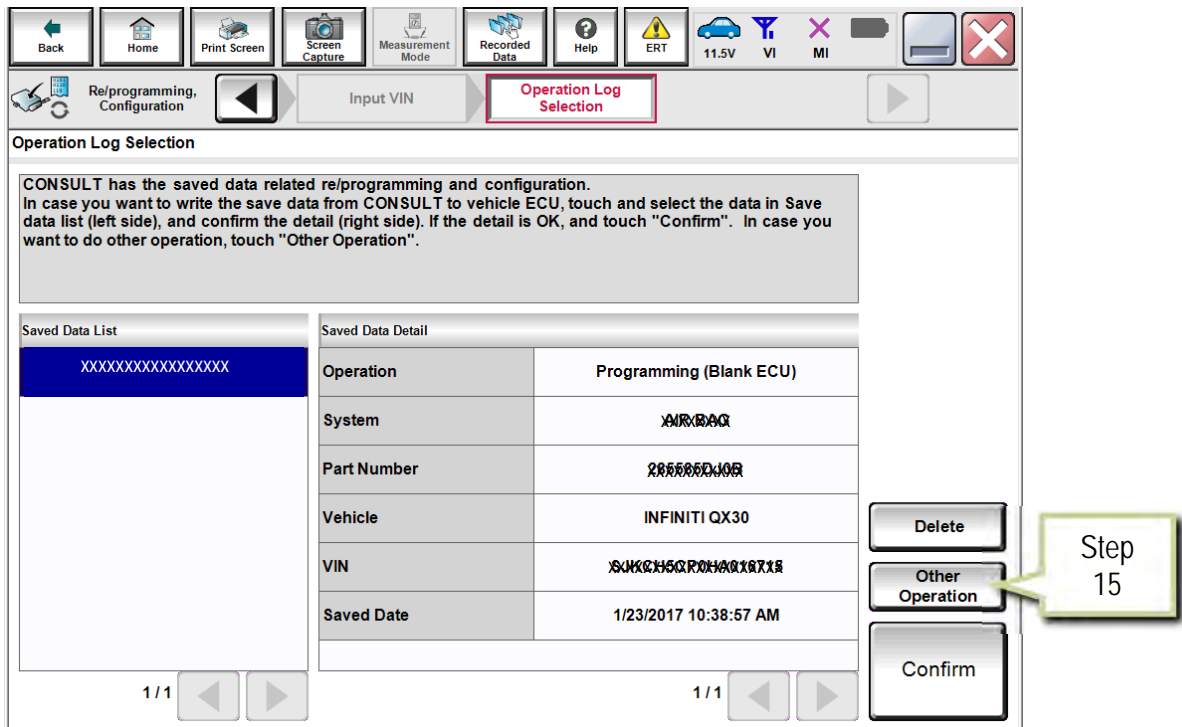 Back
Home
Print Screen
Screen Capture
Measurement Mode
Recorded Data
Help
ERT
11.5V
VI
MI
Re/programming, Configuration
Input VIN
Operation Log Selection
Operation Log Selection
CONSULT has the saved data related re/programming and configuration.
In case you want to write the save data from CONSULT to vehicle ECU, touch and select the data in Save
data list (left side), and confirm the detail (right side). If the detail is OK, and touch "Confirm". In case you
want to do other operation, touch "Other Operation".
Saved Data List
Saved Data Detail
XXXXXXXXXXXXXXXXX
Operation
Programming (Blank ECU)
System
Part Number
Vehicle
INFINITI QX30
VIN
Saved Date
1/23/2017 10:38:57 AM
Delete
Other
Operation
Confirm
Step
15
1/1
1/1